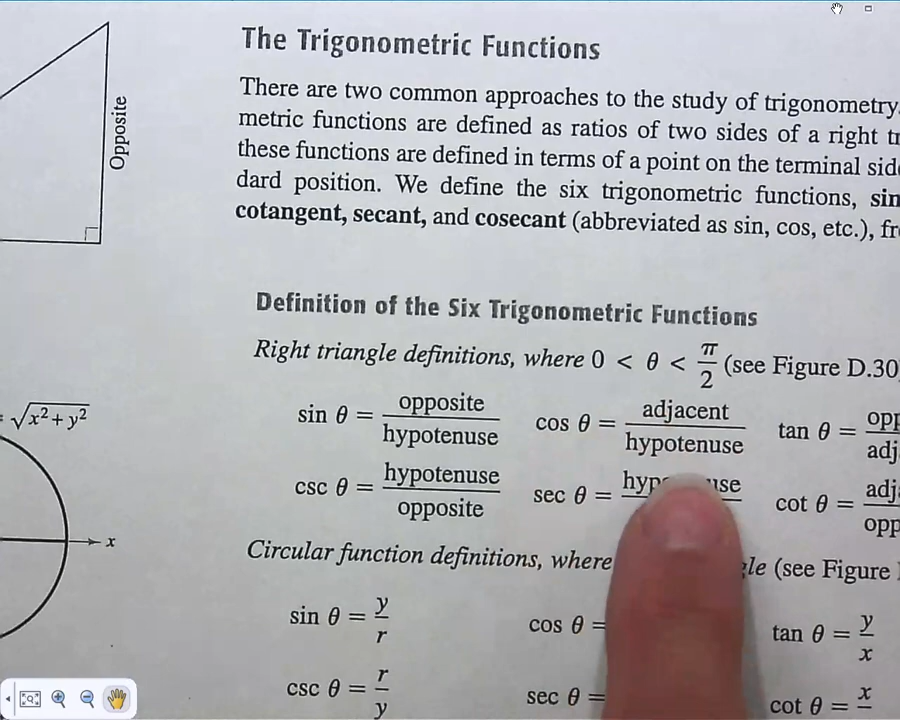 The Trigonometric Functions
There are two common approaches to the study of trigonometry.
metric functions are defined as ratios of two sides of a right
these functions are defined in terms of a point on the terminal
dard position. We define the six trigonometric functions,
cotangent, secant, and cosecant (abbreviated as sin, cos, etc.),
Opposite
Definition of the Six Trigonometric Functions
Right triangle definitions, where 0 < θ < π/2 (see Figure D.30
sin θ = opposite/hypotenuse cos θ = adjacent/hypotenuse tan θ =
csc θ = hypotenuse/opposite sec θ = cot θ =
= √x² + y²
x
Circular function definitions, where (see Figure
sin θ = y/r cos θ = tan θ = y/x
csc θ = r/y sec θ = cot θ = x